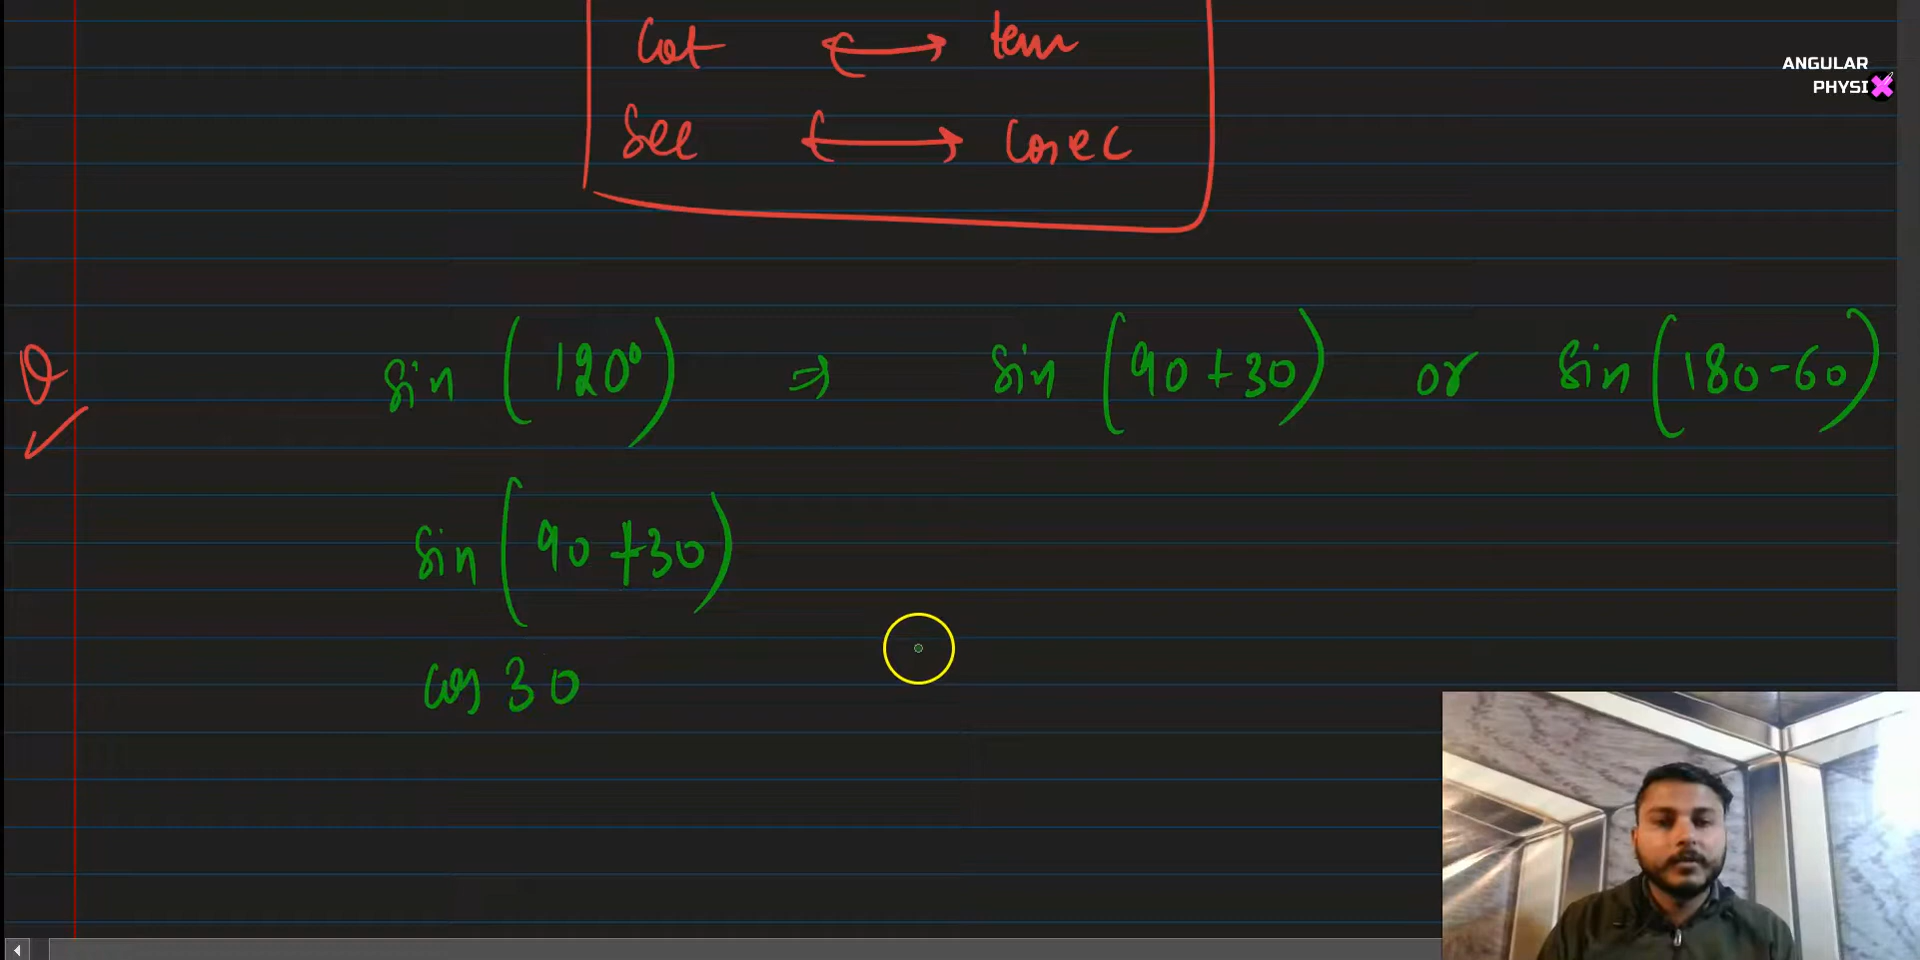 Cot ↔ tan
ANGULAR
PHYSI
Sec ↔ Cosec
Q
sin (120°) ⇒ sin (90+30) or sin (180-60)
sin (90+30)
cos 30